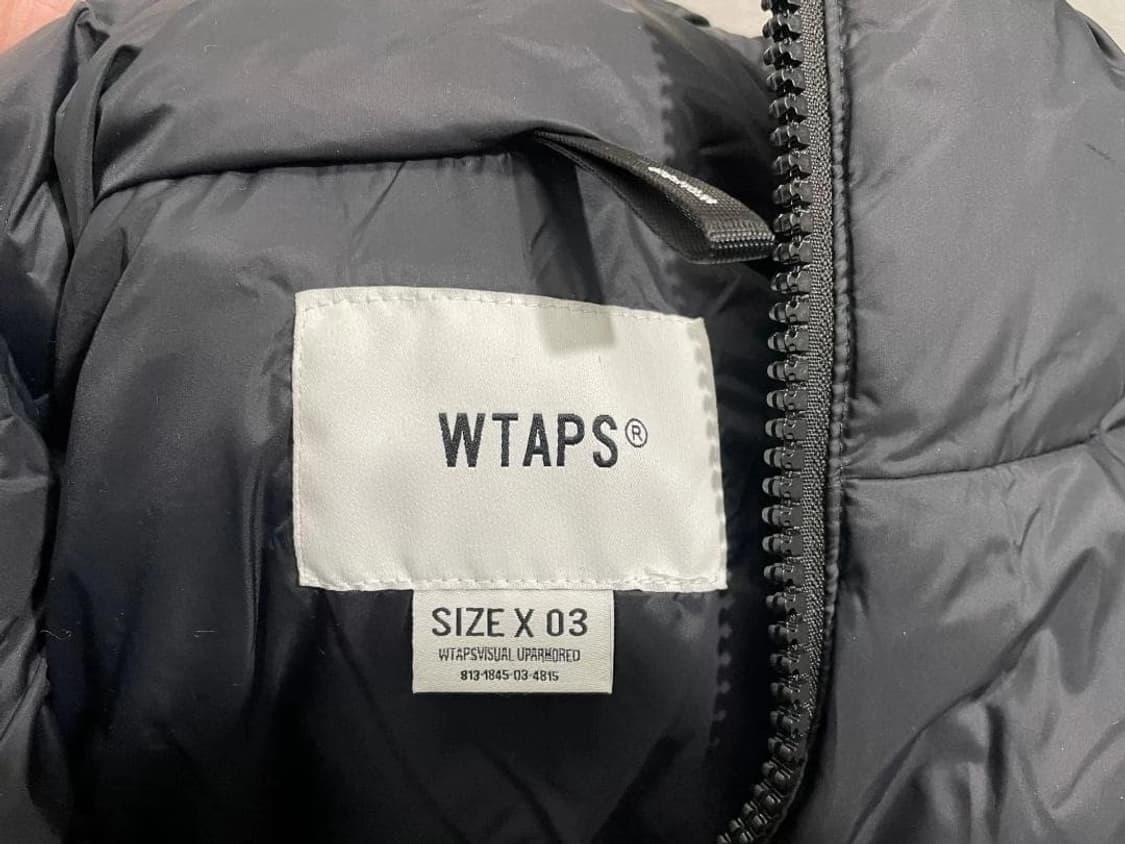 WTAPS®
SIZE X 03
WTAPSVISUAL UPARMORED
813-1845-03-4815